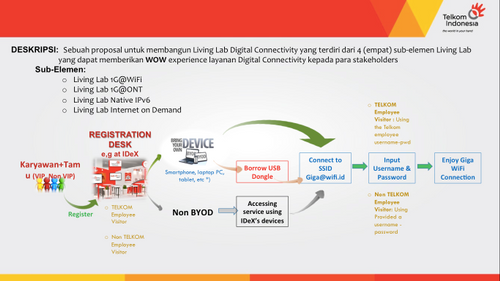 Telkom
Indonesia
the world in your hand
DESKRIPSI: Sebuah proposal untuk membangun Living Lab Digital Connectivity yang terdiri dari 4 (empat) sub-elemen Living Lab
yang dapat memberikan WOW experience layanan Digital Connectivity kepada para stakeholders
Sub-Elemen:
o Living Lab 1G@WiFi
o Living Lab 1G@ONT
o Living Lab Native IPv6
o Living Lab Internet on Demand
Karyawan+Tam
u (VIP, Non VIP)
Register
REGISTRATION
DESK
e.g at IDeX
o TELKOM
Employee
Visitor
o Non TELKOM
Employee
Visitor
BRING
YOUR
OWN
DEVICE
Smartphone, laptop PC,
tablet, etc *)
Non BYOD
Borrow USB
Dongle
Accessing
service using
IDeX's devices
Connect to
SSID
Giga@wifi.id
o TELKOM
Employee
Visitor : Using
the Telkom
employee
username-pwd
Input
Username &
Password
o Non TELKOM
Employee
Visitor: Using
Provided a
username -
password
Enjoy Giga
WiFi
Connection